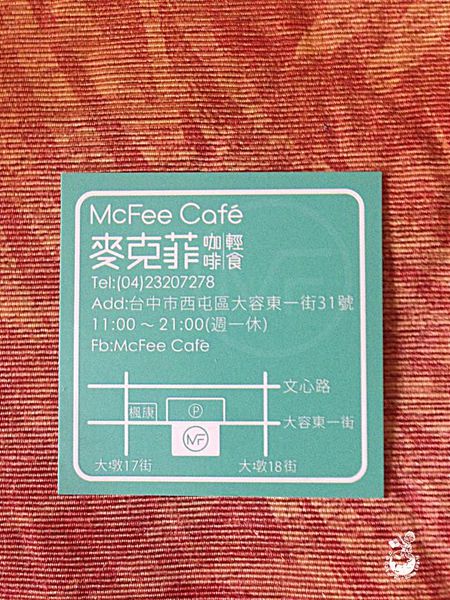 McFee Café
麥克菲咖啡輕食
Tel:(04)23207278
Add:台中市西屯區大容東一街31號
11:00～21:00(週一休)
Fb:McFee Cafe
文心路
楓康 P
大容東一街
MF
大墩17街 大墩18街